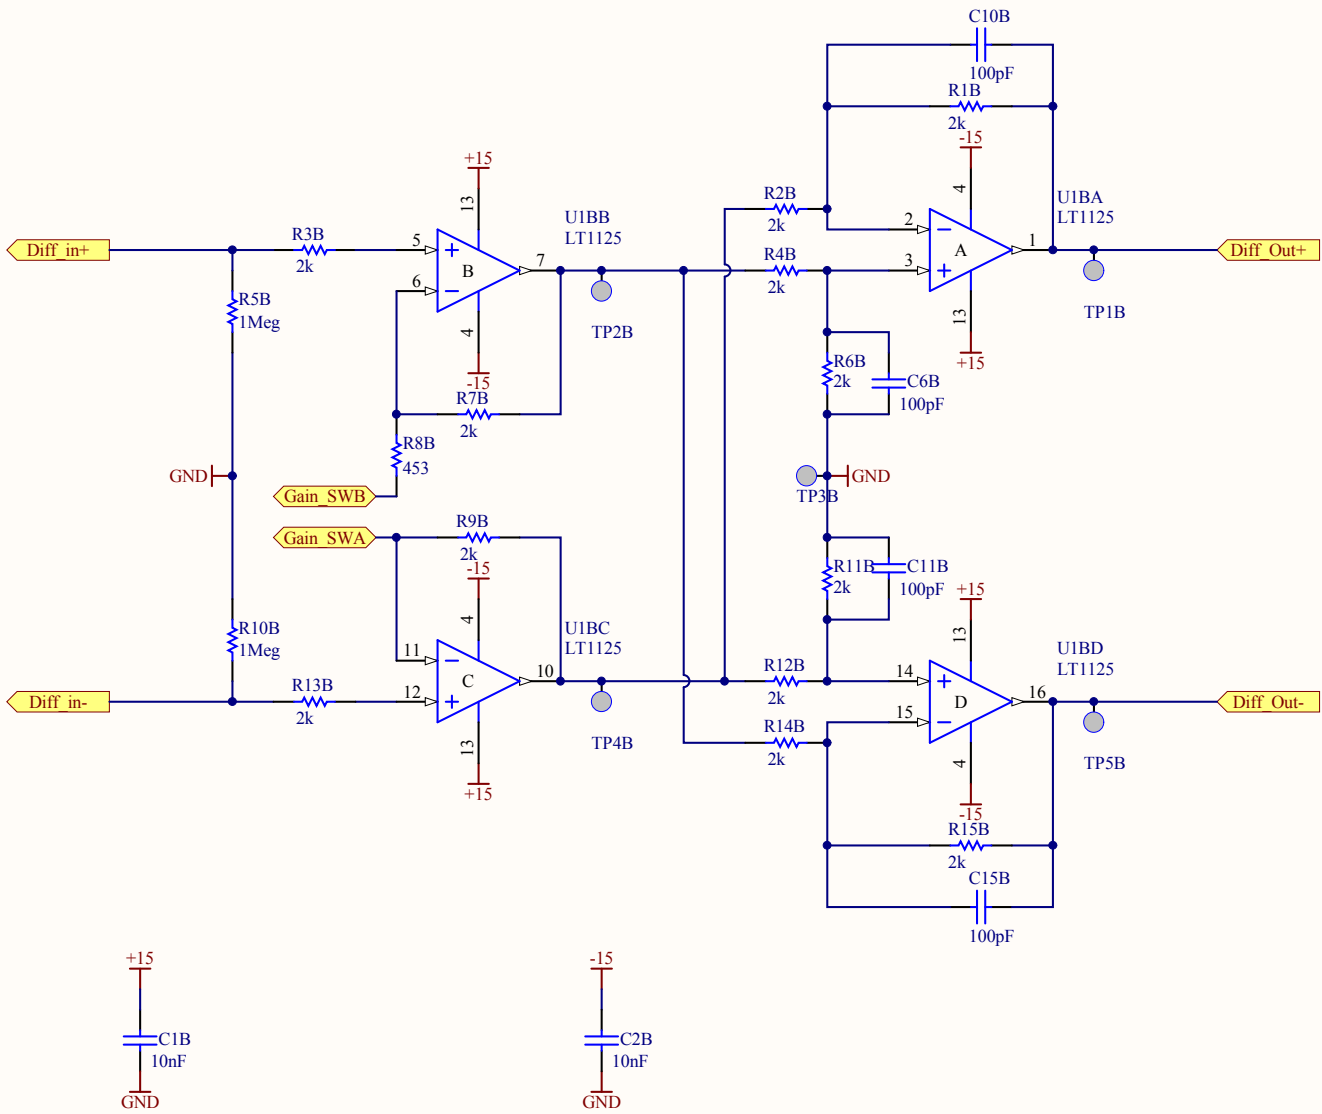 C10B
100pF
R1B
2k
-15
4
+15
13
R2B
2k
U1BA
LT1125
U1BB
LT1125
R3B
2k
5
+
B
7
6
−
R4B
2k
2
−
A
1
3
+
Diff_in+
Diff_Out+
R5B
1Meg
4
-15
TP2B
13
+15
TP1B
R7B
2k
R6B
2k
C6B
100pF
R8B
453
GND
Gain_SWB
TP3B
GND
Gain_SWA
R9B
2k
-15
4
R11B
2k
C11B
100pF
+15
13
R10B
1Meg
U1BC
LT1125
11
−
C
10
12
+
R12B
2k
U1BD
LT1125
14
+
D
16
15
−
Diff_in-
R13B
2k
Diff_Out-
13
+15
TP4B
R14B
2k
4
-15
TP5B
R15B
2k
C15B
100pF
+15
C1B
10nF
GND
-15
C2B
10nF
GND